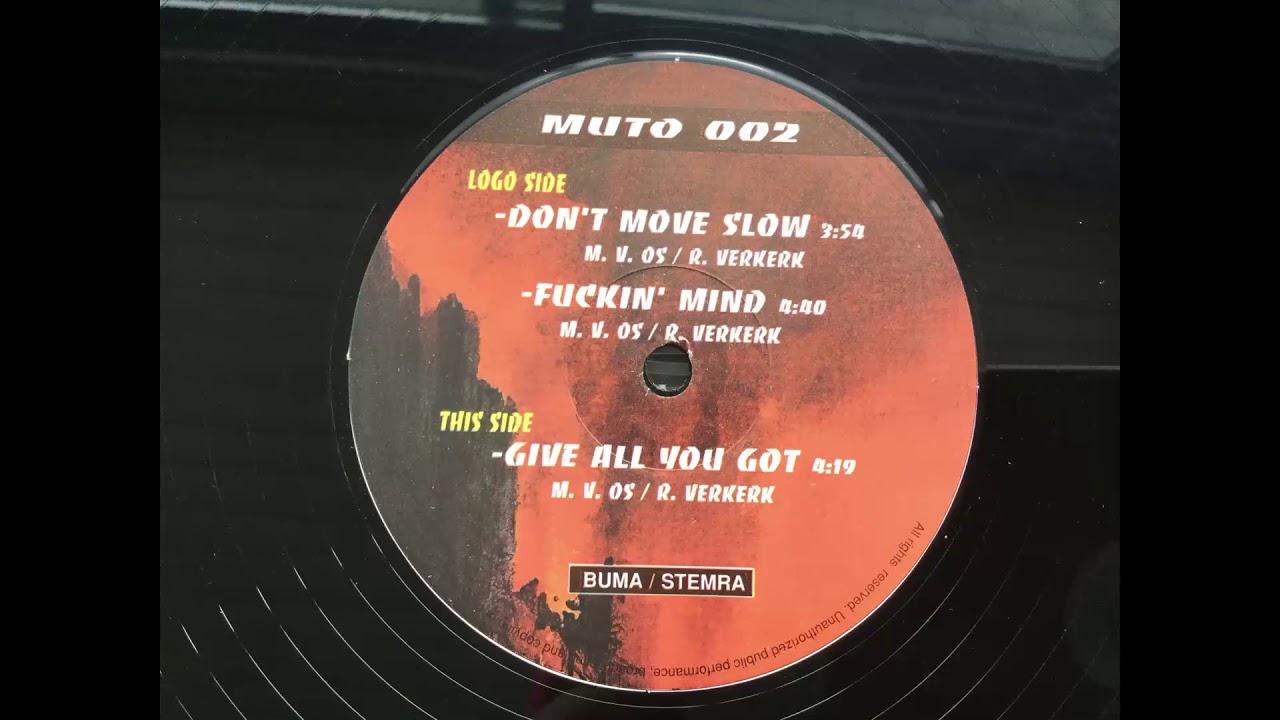 MUTO 002
LOGO SIDE
-DON'T MOVE SLOW 3:54
M. V. OS / R. VERKERK
-FUCKIN' MIND 4:40
M. V. OS / R. VERKERK
THIS SIDE
-GIVE ALL YOU GOT 4:19
M. V. OS / R. VERKERK
BUMA / STEMRA
All rights reserved. Unauthorized public performance, and